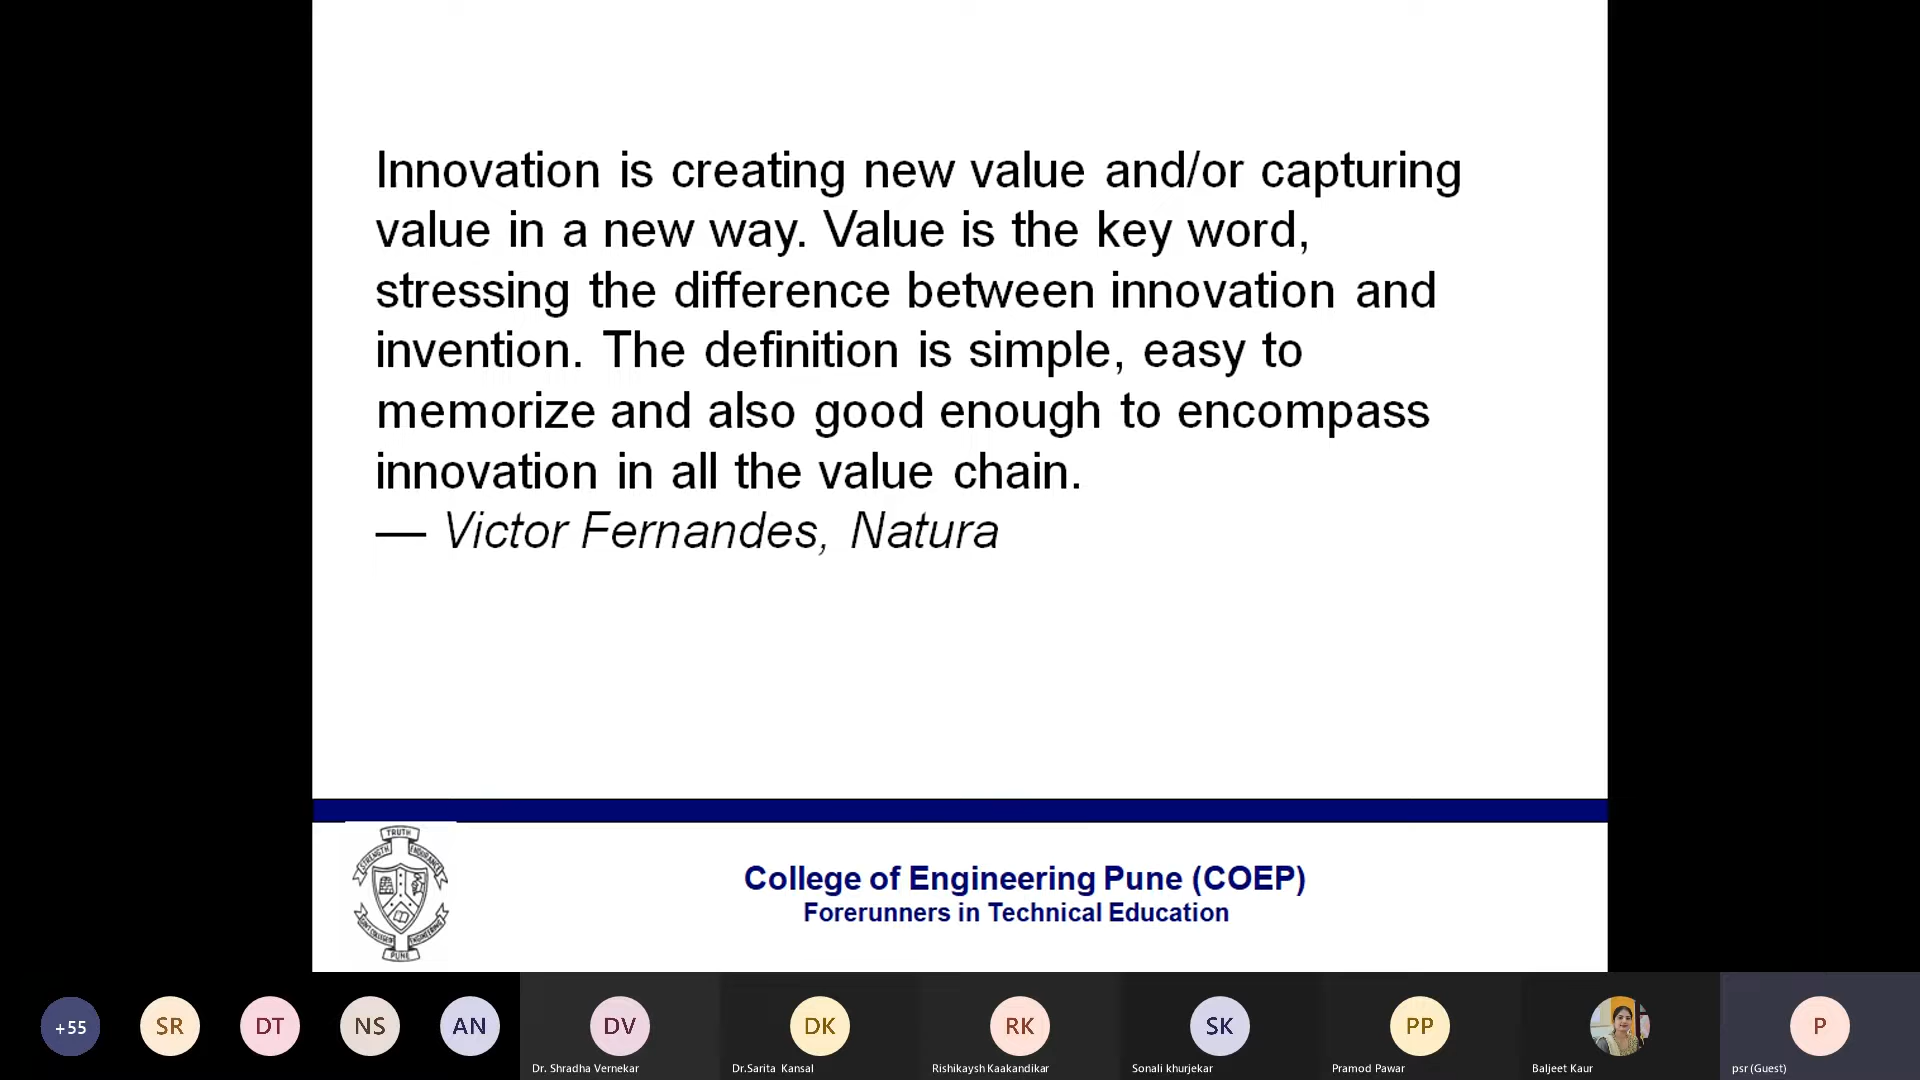 Innovation is creating new value and/or capturing
value in a new way. Value is the key word,
stressing the difference between innovation and
invention. The definition is simple, easy to
memorize and also good enough to encompass
innovation in all the value chain.
— Victor Fernandes, Natura
TRUTH
STRENGTH
ENDURANCE
PUNE
College of Engineering Pune (COEP)
Forerunners in Technical Education
+55
SR
DT
NS
AN
DV
DK
RK
SK
PP
P
Dr. Shradha Vernekar
Dr.Sarita Kansal
Rishikaysh Kaakandikar
Sonali khurjekar
Pramod Pawar
Baljeet Kaur
psr (Guest)